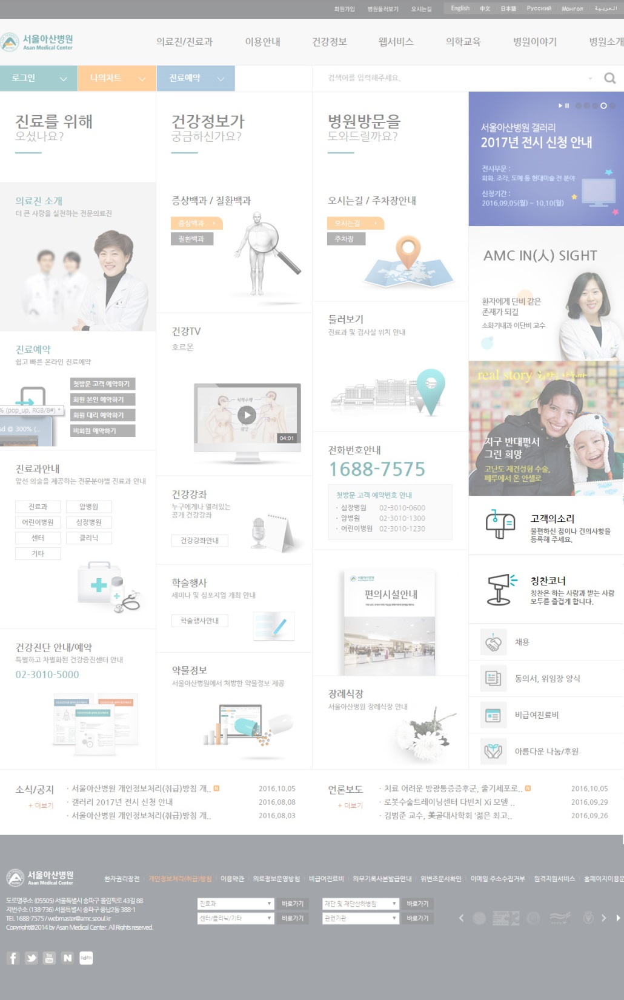 회원가입 병원둘러보기 오시는길 English 中文 日本語 Русский Монгол العربية
서울아산병원
Asan Medical Center
의료진/진료과 이용안내 건강정보 웹서비스 의학교육 병원이야기 병원소개
로그인 나의차트 진료예약 검색어를 입력해주세요.
진료를 위해
오셨나요?
의료진 소개
더 큰 사랑을 실천하는 전문의료진
진료예약
쉽고 빠른 온라인 진료예약
첫방문 고객 예약하기
회원 본인 예약하기
회원 대리 예약하기
비회원 예약하기
% (pop_up, RGB/8#) *
sd @ 300% (..
진료과안내
앞선 의술을 제공하는 전문분야별 진료과 안내
진료과 암병원
어린이병원 심장병원
센터 클리닉
기타
건강진단 안내/예약
특별하고 차별화된 건강증진센터 안내
02-3010-5000
건강정보가
궁금하신가요?
증상백과 / 질환백과
증상백과
질환백과
건강TV
호르몬
04:01
건강강좌
누구에게나 열려있는
공개 건강강좌
건강강좌안내
학술행사
세미나 및 심포지엄 개최 안내
학술행사안내
약물정보
서울아산병원에서 처방한 약물정보 제공
병원방문을
도와드릴까요?
오시는길 / 주차장안내
오시는길
주차장
둘러보기
진료과 및 검사실 위치 안내
전화번호안내
1688-7575
첫방문 고객 예약번호 안내
· 심장병원 02-3010-0600
· 암병원 02-3010-1300
· 어린이병원 02-3010-1230
서울아산병원
편의시설안내
장례식장
서울아산병원 장례식장 안내
서울아산병원 갤러리
2017년 전시 신청 안내
전시부문 :
회화, 조각, 도예 등 현대미술 전 분야
신청기간 :
2016.09.05(월) ~ 10.10(월)
AMC IN(人) SIGHT
환자에게 단비 같은
존재가 되길
소화기내과 이단비 교수
real story
지구 반대편서
그린 희망
고난도 재건성형 수술,
페루에서 온 안셀로
고객의소리
불편하신 점이나 건의사항을
등록해 주세요.
칭찬코너
칭찬은 하는 사람과 받는 사람
모두를 즐겁게 합니다.
채용
동의서, 위임장 양식
비급여진료비
아름다운 나눔/후원
소식/공지
+ 더보기
· 서울아산병원 개인정보처리(취급)방침 개.. N 2016.10.05
· 갤러리 2017년 전시 신청 안내 2016.08.08
· 서울아산병원 개인정보처리(취급)방침 개.. 2016.08.03
언론보도
+ 더보기
· 치료 어려운 방광통증증후군, 줄기세포로.. N 2016.10.05
· 로봇수술트레이닝센터 다빈치 Xi 모델 .. 2016.09.29
· 김범준 교수, 美골대사학회 '젊은 최고.. 2016.09.26
서울아산병원
Asan Medical Center
환자권리장전 개인정보처리(취급)방침 이용약관 의료정보운영방침 비급여진료비 의무기록사본발급안내 위변조문서확인 이메일 주소수집거부 원격지원서비스 홈페이지이용문
도로명주소 (05505) 서울특별시 송파구 올림픽로 43길 88
지번주소 (138-736) 서울특별시 송파구 풍납2동 388-1
TEL 1688-7575 / webmaster@amc.seoul.kr
Copyright@2014 by Asan Medical Center. All Rights reserved.
진료과 바로가기 재단 및 재단산하병원 바로가기
센터/클리닉/기타 바로가기 관련기관 바로가기
You Tube